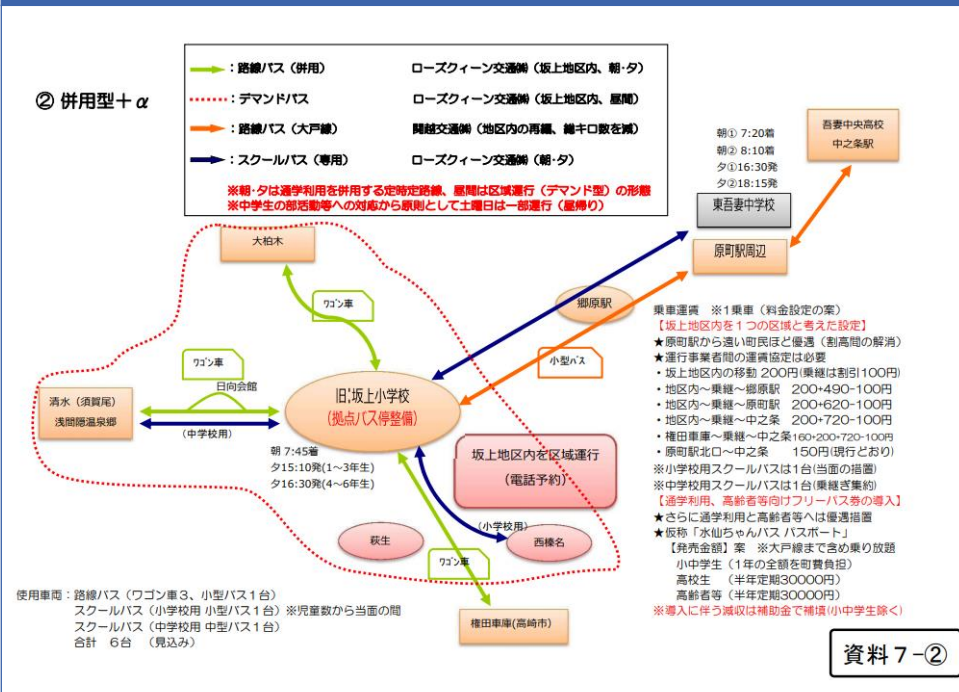 ② 併用型+α
:路線バス(併用) ローズクィーン交通㈱(坂上地区内、朝・夕)
:デマンドバス ローズクィーン交通㈱(坂上地区内、昼間)
:路線バス(大戸線) 関越交通㈱(地区内の再編、総キロ数を減)
:スクールバス(専用) ローズクィーン交通㈱(朝・夕)
※朝・夕は通学利用を併用する定時定路線、昼間は区域運行(デマンド型)の形態
※中学生の部活動等への対応から原則として土曜日は一部運行(昼帰り)
朝① 7:20着
朝② 8:10着
夕①16:30発
夕②18:15発
吾妻中央高校
中之条駅
東吾妻中学校
原町駅周辺
大柏木
ワゴン車
郷原駅
小型バス
ワゴン車
日向会館
清水(須賀尾)
浅間隠温泉郷
(中学校用)
旧:坂上小学校
(拠点バス停整備)
朝 7:45着
夕15:10発(1~3年生)
夕16:30発(4~6年生)
坂上地区内を区域運行
(電話予約)
萩生
(小学校用)
西榛名
ワゴン車
権田車庫(高崎市)
乗車運賃 ※1乗車(料金設定の案)
【坂上地区内を1つの区域と考えた設定】
★原町駅から遠い町民ほど優遇(割高間の解消)
★運行事業者間の運賃協定は必要
・坂上地区内の移動 200円(乗継は割引100円)
・地区内~乗継~郷原駅 200+490-100円
・地区内~乗継~原町駅 200+620-100円
・地区内~乗継~中之条 200+720-100円
・権田車庫~乗継~中之条160+200+720-100円
・原町駅北口~中之条 150円(現行どおり)
※小学校用スクールバスは1台(当面の措置)
※中学校用スクールバスは1台(乗継ぎ集約)
【通学利用、高齢者等向けフリーパス券の導入】
★さらに通学利用と高齢者等へは優遇措置
★仮称「水仙ちゃんバス パスポート」
【発売金額】案 ※大戸線まで含め乗り放題
小中学生(1年の全額を町費負担)
高校生 (半年定期30000円)
高齢者等(半年定期30000円)
※導入に伴う減収は補助金で補填(小中学生除く)
使用車両:路線バス(ワゴン車3、小型バス1台)
スクールバス(小学校用 小型バス1台)※児童数から当面の間
スクールバス(中学校用 中型バス1台)
合計 6台 (見込み)
資料7-②